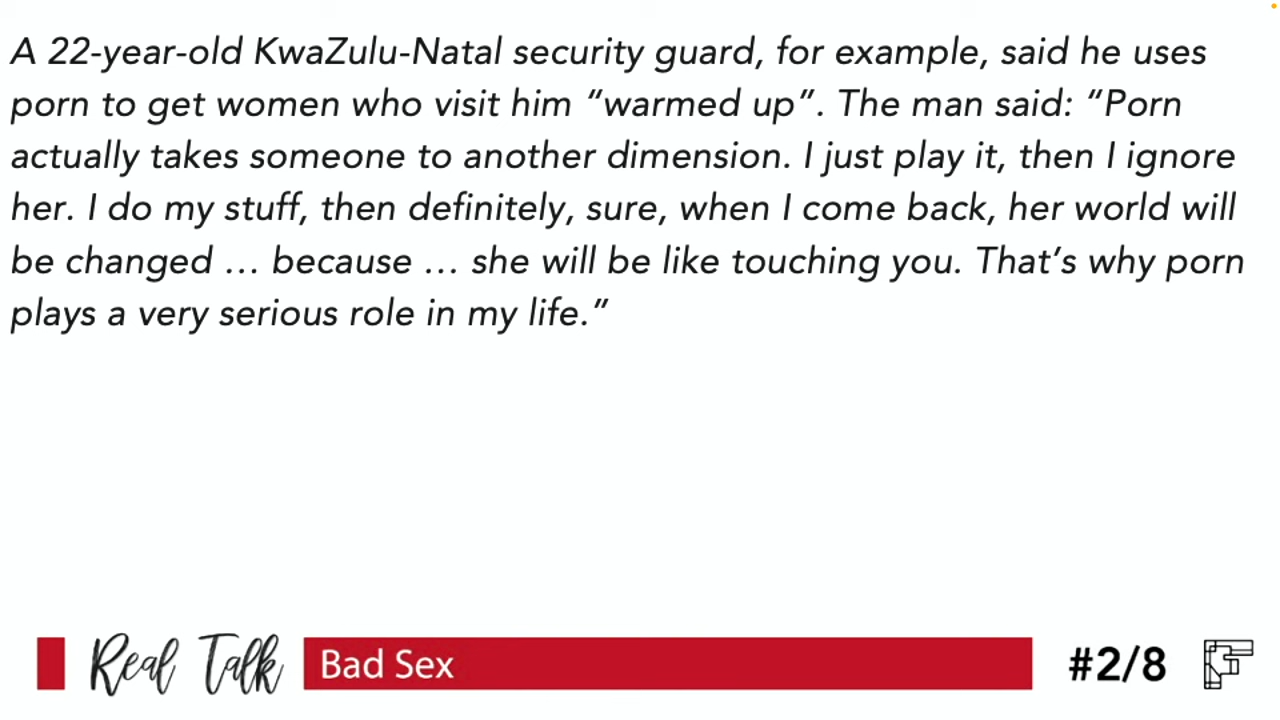 A 22-year-old KwaZulu-Natal security guard, for example, said he uses
porn to get women who visit him “warmed up”. The man said: “Porn
actually takes someone to another dimension. I just play it, then I ignore
her. I do my stuff, then definitely, sure, when I come back, her world will
be changed … because … she will be like touching you. That’s why porn
plays a very serious role in my life.”
Real Talk Bad Sex #2/8